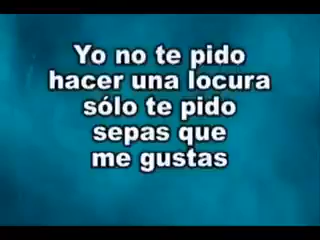 Yo no te pido
hacer una locura
sólo te pido
sepas que
me gustas